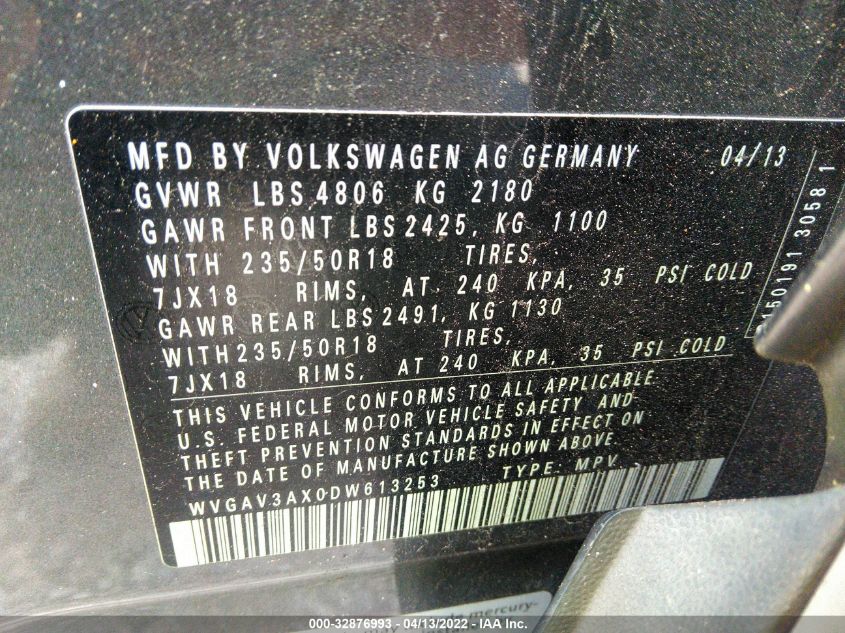 MFD BY VOLKSWAGEN AG GERMANY 04/13
GVWR LBS 4806 KG 2180
GAWR FRONT LBS 2425, KG 1100
WITH 235/50R18 TIRES,
7JX18 RIMS, AT 240 KPA, 35 PSI COLD
GAWR REAR LBS 2491, KG 1130
WITH 235/50R18 TIRES,
7JX18 RIMS, AT 240 KPA, 35 PSI COLD
THIS VEHICLE CONFORMS TO ALL APPLICABLE
U.S. FEDERAL MOTOR VEHICLE SAFETY AND
THEFT PREVENTION STANDARDS IN EFFECT ON
THE DATE OF MANUFACTURE SHOWN ABOVE.
WVGAV3AX0DW613253 TYPE: MPV
150191 3058 1
mercury-
000-32876993 - 04/13/2022 - IAA, Inc.